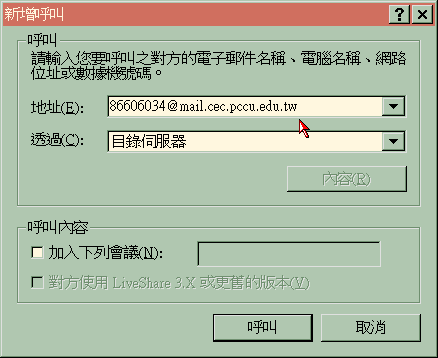 新增呼叫
呼叫
請輸入您要呼叫之對方的電子郵件名稱、電腦名稱、網路
位址或數據機號碼。
地址(E): 86606034@mail.cec.pccu.edu.tw
透過(C): 目錄伺服器
內容(R)
呼叫內容
加入下列會議(N):
對方使用 LiveShare 3.X 或更舊的版本(V)
呼叫 取消